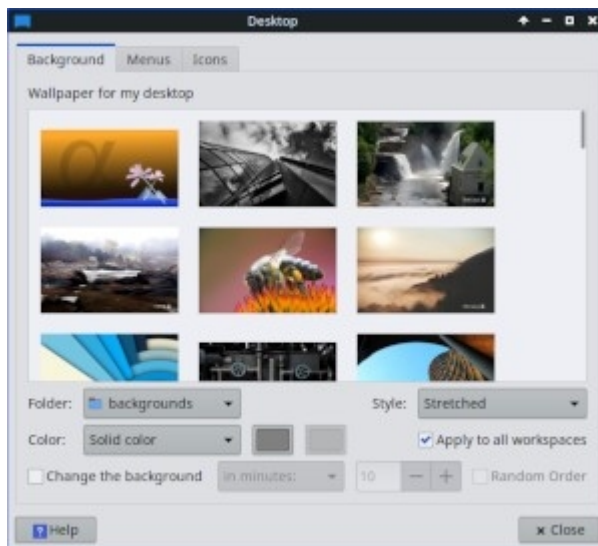 Desktop
Background Menus Icons
Wallpaper for my desktop
α
Folder: backgrounds Style: Stretched
Color: Solid color Apply to all workspaces
Change the background in minutes: 10 Random Order
Help Close